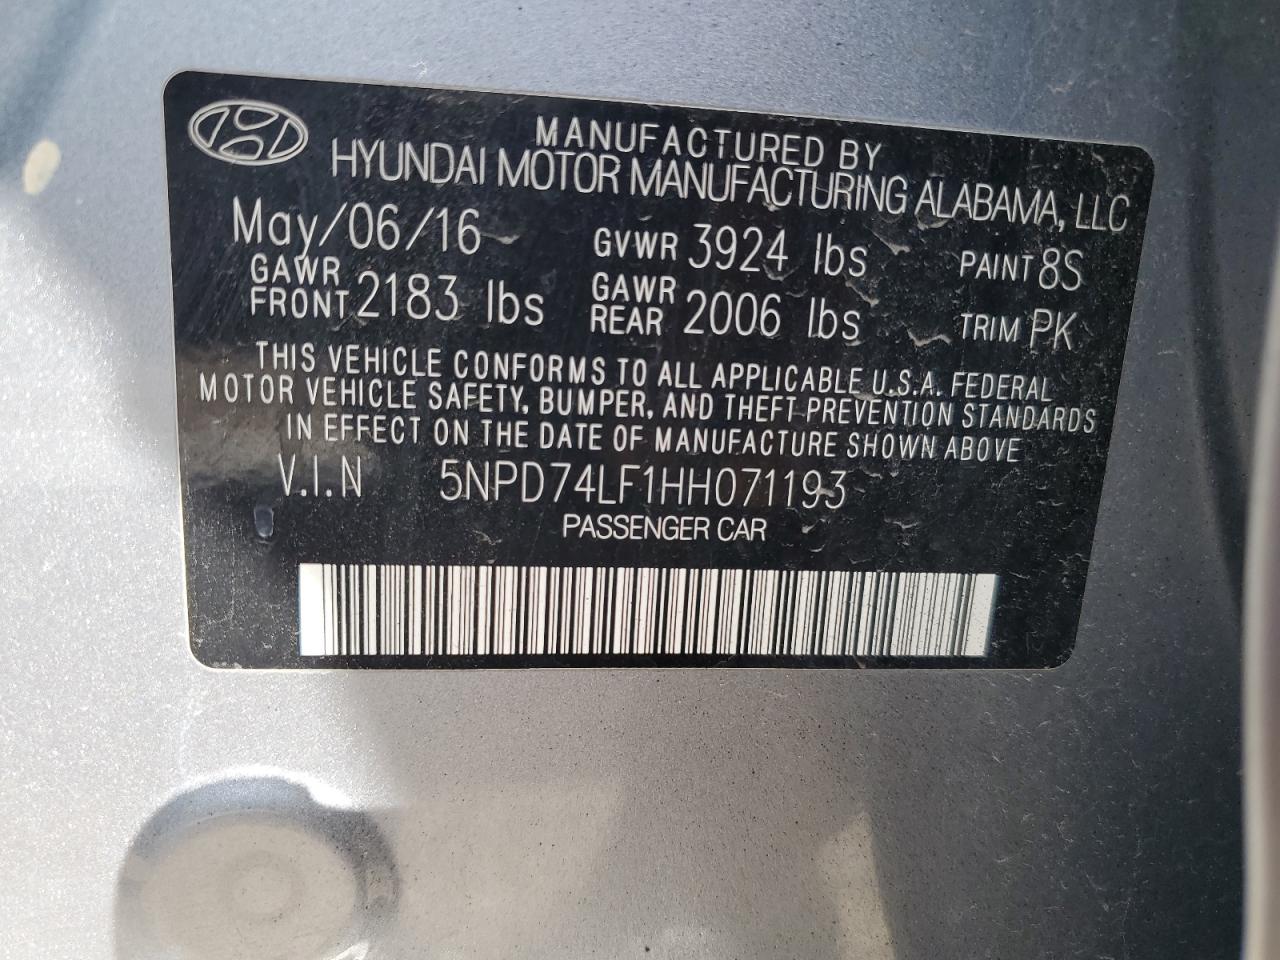 MANUFACTURED BY
HYUNDAI MOTOR MANUFACTURING ALABAMA, LLC
May/06/16 GVWR 3924 lbs PAINT 8S
GAWR FRONT 2183 lbs GAWR REAR 2006 lbs TRIM PK
THIS VEHICLE CONFORMS TO ALL APPLICABLE U.S.A. FEDERAL
MOTOR VEHICLE SAFETY, BUMPER, AND THEFT PREVENTION STANDARDS
IN EFFECT ON THE DATE OF MANUFACTURE SHOWN ABOVE
V.I.N 5NPD74LF1HH071193
PASSENGER CAR